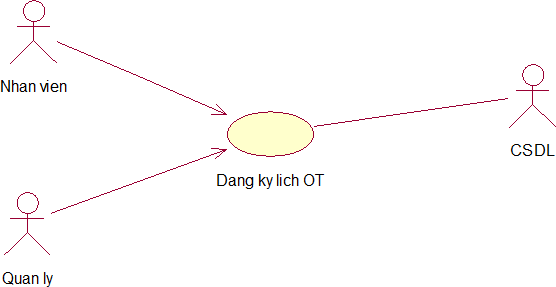 Nhan vien
CSDL
Dang ky lich OT
Quan ly